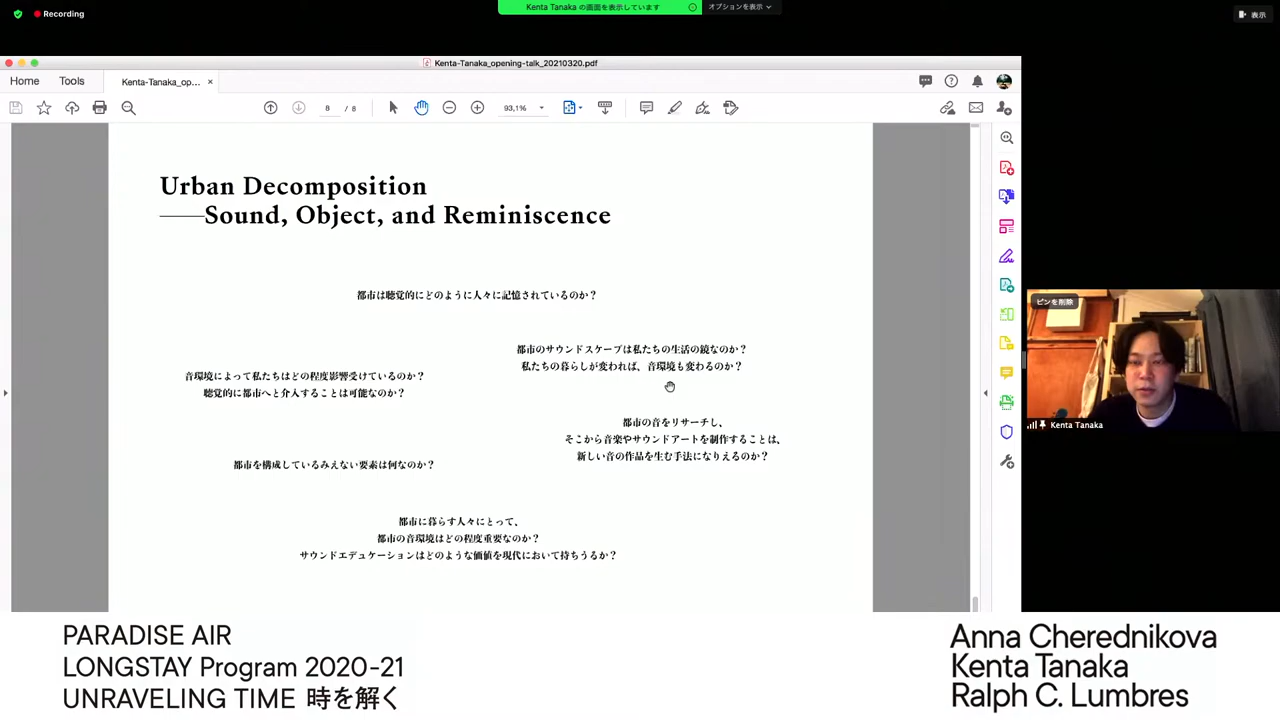 Recording
Kenta Tanaka の画面を表示しています
オプションを表示
表示
Kenta-Tanaka_opening-talk_20210320.pdf
Home
Tools
Kenta-Tanaka_op...
8 / 8
93,1%
Urban Decomposition
——Sound, Object, and Reminiscence
都市は聴覚的にどのように人々に記憶されているのか？
都市のサウンドスケープは私たちの生活の鏡なのか？
私たちの暮らしが変われば、音環境も変わるのか？
音環境によって私たちはどの程度影響受けているのか？
聴覚的に都市へと介入することは可能なのか？
都市の音をリサーチし、
そこから音楽やサウンドアートを制作することは、
新しい音の作品を生む手法になりえるのか？
都市を構成しているみえない要素は何なのか？
都市に暮らす人々にとって、
都市の音環境はどの程度重要なのか？
サウンドエデュケーションはどのような価値を現代において持ちうるか？
ピンを削除
Kenta Tanaka
PARADISE AIR
LONGSTAY Program 2020-21
UNRAVELING TIME 時を解く
Anna Cherednikova
Kenta Tanaka
Ralph C. Lumbres